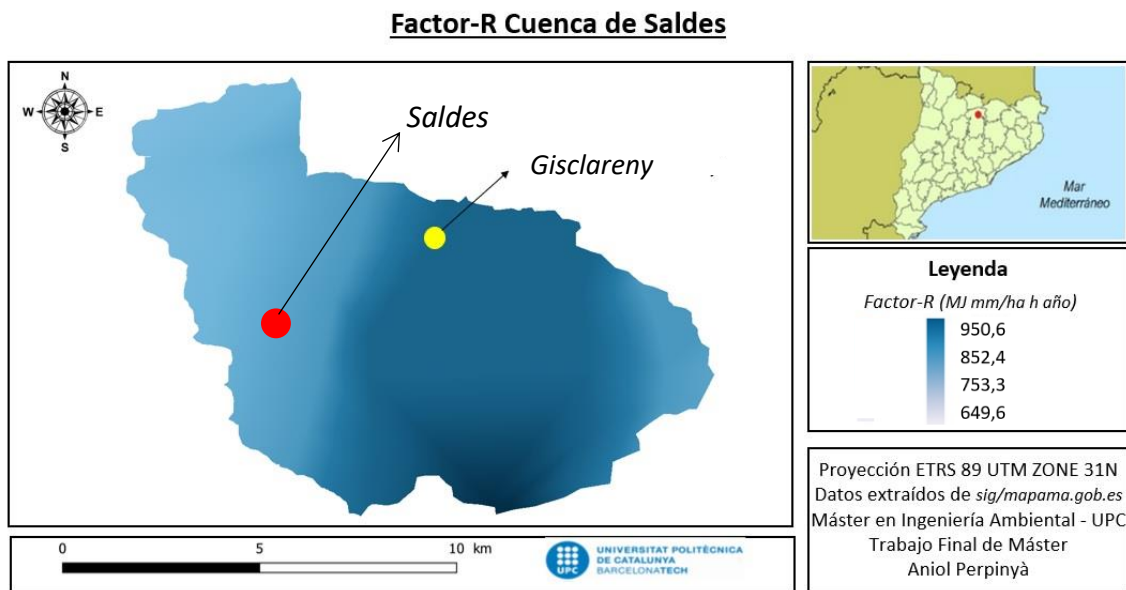 Factor-R Cuenca de Saldes
N
W
E
S
Saldes
Gisclareny
Mar
Mediterráneo
Leyenda
Factor-R (MJ mm/ha h año)
950,6
852,4
753,3
649,6
Proyección ETRS 89 UTM ZONE 31N
Datos extraídos de sig/mapama.gob.es
Máster en Ingeniería Ambiental - UPC
Trabajo Final de Máster
Aniol Perpinyà
0 5 10 km
UPC
UNIVERSITAT POLITÈCNICA
DE CATALUNYA
BARCELONATECH